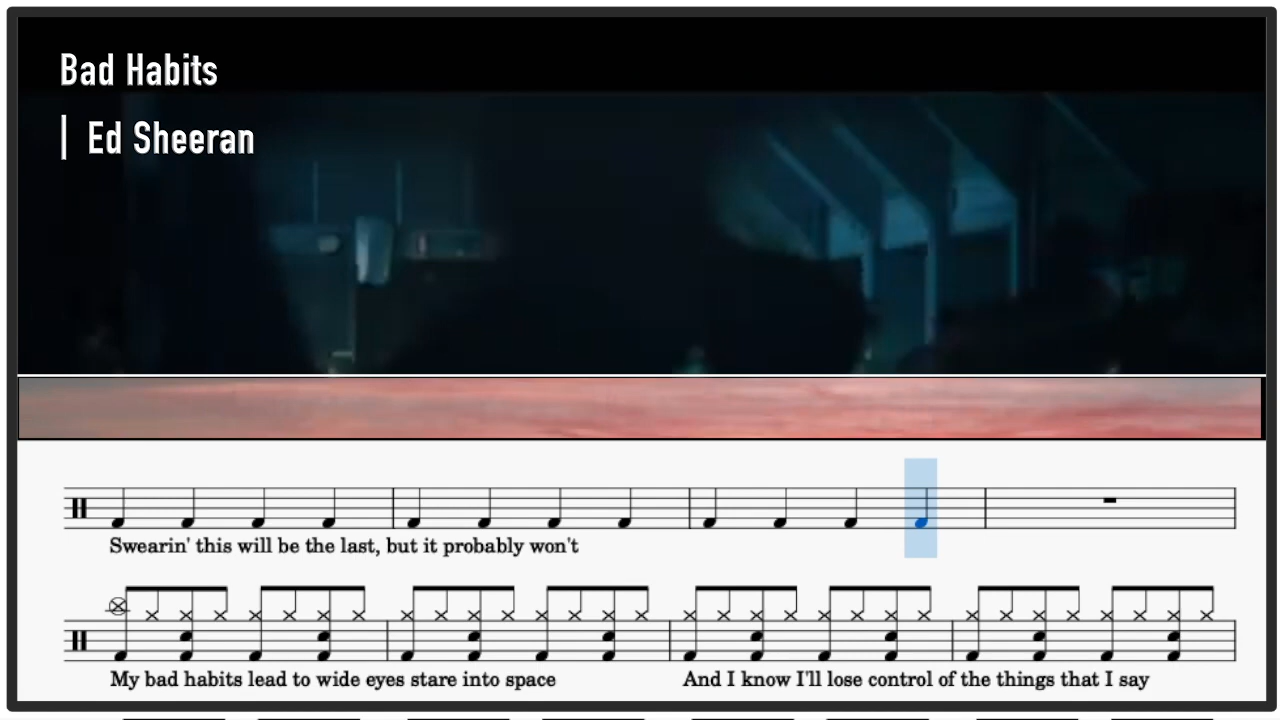 Bad Habits
| Ed Sheeran
Swearin' this will be the last, but it probably won't
My bad habits lead to wide eyes stare into space And I know I'll lose control of the things that I say